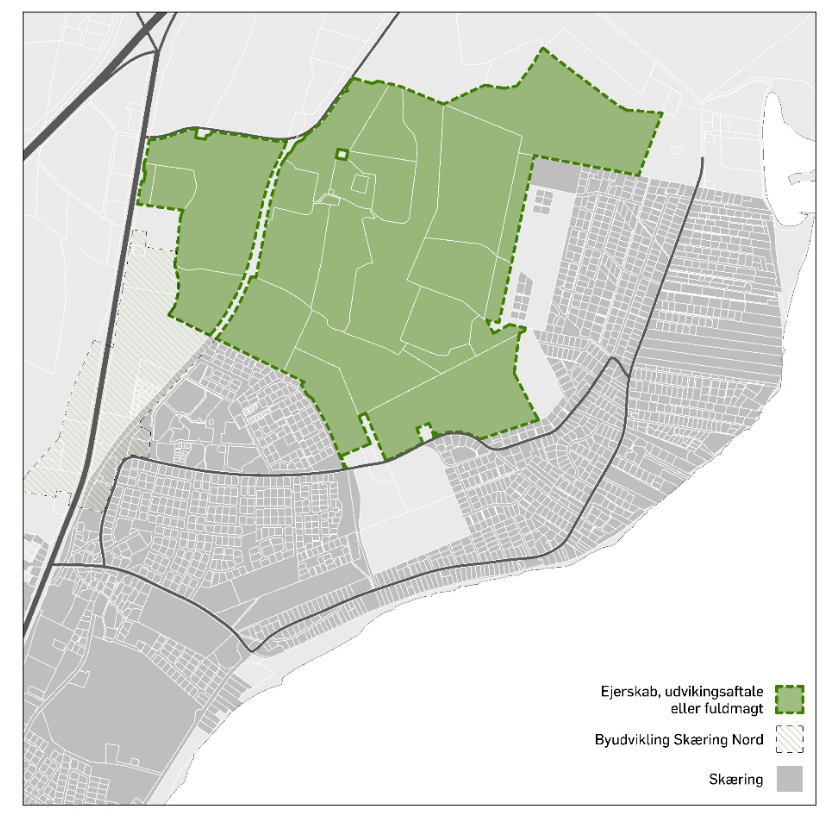 Ejerskab, udvikingsaftale
eller fuldmagt
Byudvikling Skæring Nord
Skæring